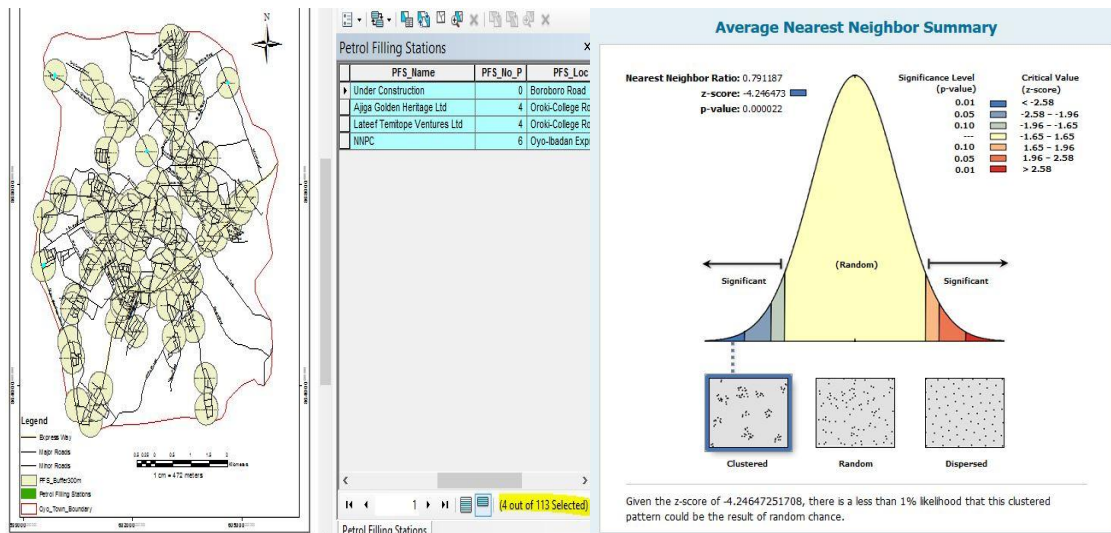 N
Legend
Express Way
Major Roads
Minor Roads
PFS_Buffer300m
Petrol Filling Stations
Oyo_Town_Boundary
1 cm = 472 meters
Petrol Filling Stations
PFS_Name PFS_No_P PFS_Loc
Under Construction 0 Boroboro Road
Ajiga Golden Heritage Ltd 4 Oroki-College Ro
Lateef Temitope Ventures Ltd 4 Oroki-College Ro
NNPC 6 Oyo-Ibadan Exp
1
(4 out of 113 Selected)
Petrol Filling Stations
Average Nearest Neighbor Summary
Nearest Neighbor Ratio: 0.791187
z-score: -4.246473
p-value: 0.000022
Significance Level Critical Value
(p-value) (z-score)
0.01 < -2.58
0.05 -2.58 - -1.96
0.10 -1.96 - -1.65
--- -1.65 - 1.65
0.10 1.65 - 1.96
0.05 1.96 - 2.58
0.01 > 2.58
(Random)
Significant Significant
Clustered Random Dispersed
Given the z-score of -4.24647251708, there is a less than 1% likelihood that this clustered
pattern could be the result of random chance.